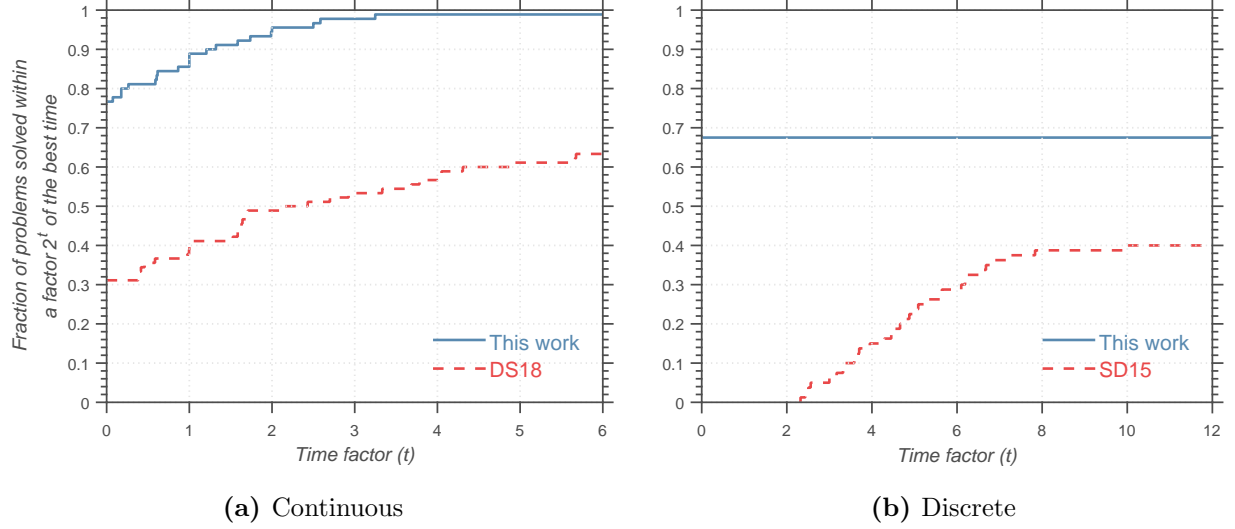 Fraction of problems solved within
a factor 2^t of the best time
1
0.9
0.8
0.7
0.6
0.5
0.4
0.3
0.2
0.1
0
This work
DS18
0 1 2 3 4 5 6
Time factor (t)
(a) Continuous
1
0.9
0.8
0.7
0.6
0.5
0.4
0.3
0.2
0.1
0
This work
SD15
0 2 4 6 8 10 12
Time factor (t)
(b) Discrete